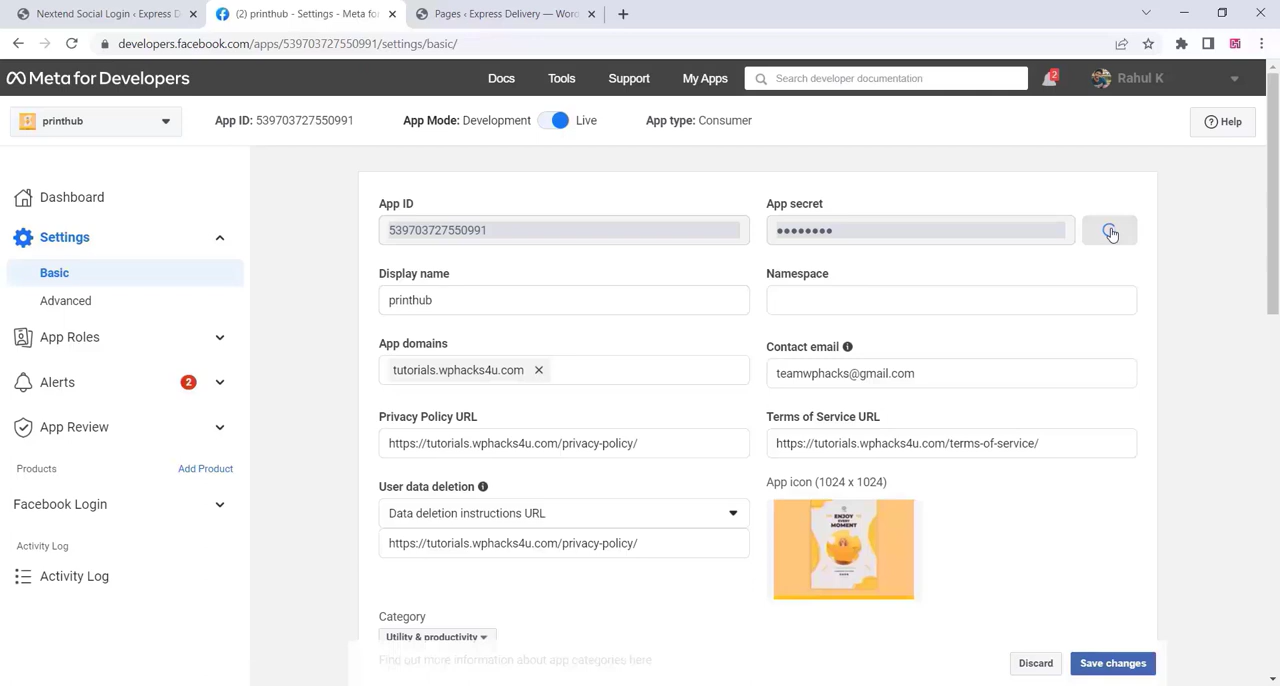 Nextend Social Login ‹ Express D
(2) printhub - Settings - Meta for
Pages ‹ Express Delivery — Wor
developers.facebook.com/apps/539703727550991/settings/basic/
Meta for Developers
Docs
Tools
Support
My Apps
Search developer documentation
2
Rahul K
printhub
App ID: 539703727550991
App Mode: Development
Live
App type: Consumer
Help
Dashboard
Settings
Basic
Advanced
App Roles
Alerts
2
App Review
Products
Add Product
Facebook Login
Activity Log
Activity Log
App ID
539703727550991
App secret
••••••••
Display name
printhub
Namespace
App domains
tutorials.wphacks4u.com
Contact email
teamwphacks@gmail.com
Privacy Policy URL
https://tutorials.wphacks4u.com/privacy-policy/
Terms of Service URL
https://tutorials.wphacks4u.com/terms-of-service/
User data deletion
Data deletion instructions URL
https://tutorials.wphacks4u.com/privacy-policy/
App icon (1024 x 1024)
ENJOY
EVERY
MOMENT
Category
Utility & productivity
Find out more information about app categories here
Discard
Save changes